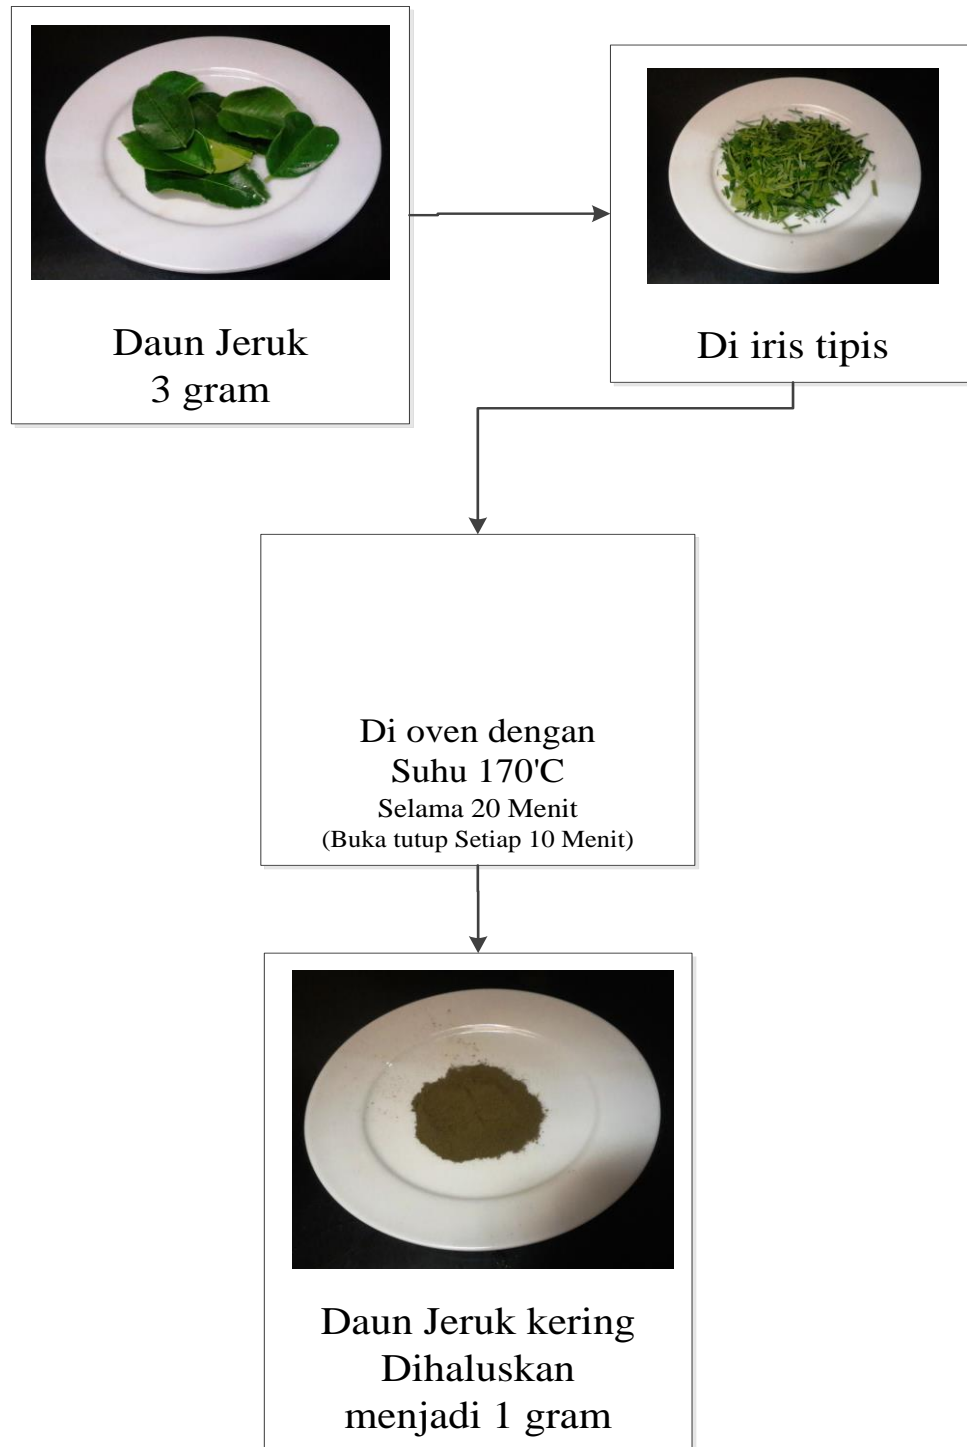 Daun Jeruk
3 gram
Di iris tipis
Di oven dengan
Suhu 170'C
Selama 20 Menit
(Buka tutup Setiap 10 Menit)
Daun Jeruk kering
Dihaluskan
menjadi 1 gram